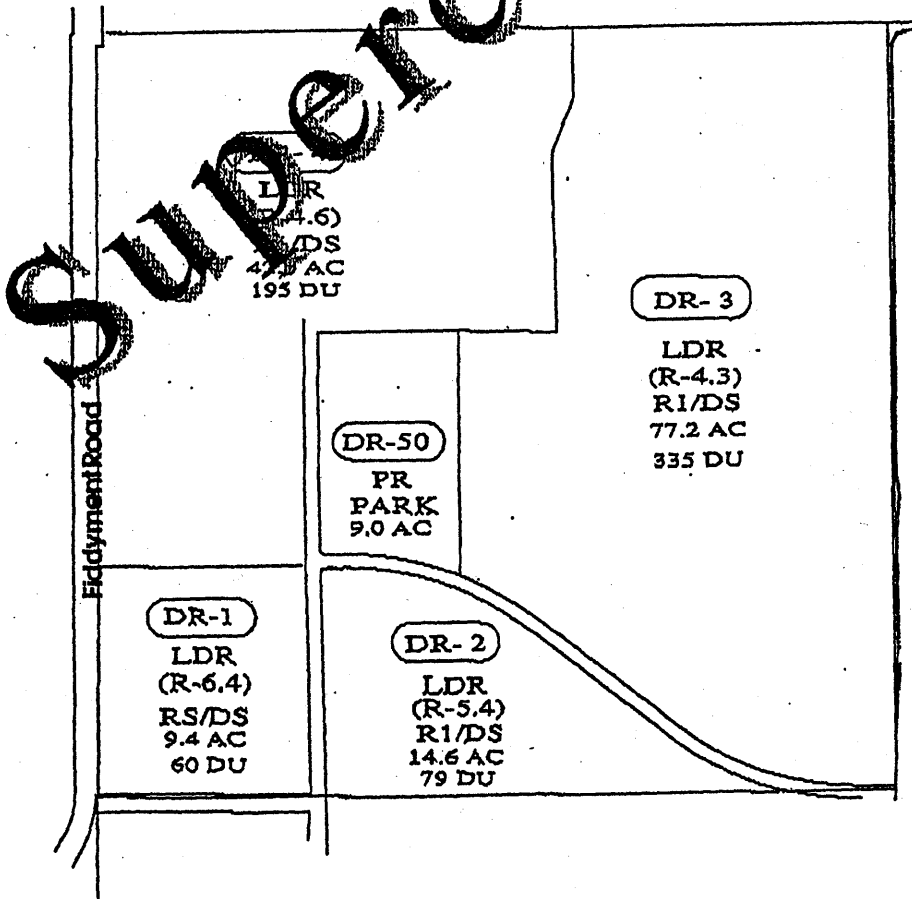 Superc
LDR
195 DU
Fiddyment Road
DR-3
LDR
(R-4.3)
R1/DS
77.2 AC
335 DU
DR-50
PR
PARK
9.0 AC
DR-1
LDR
(R-6.4)
RS/DS
9.4 AC
60 DU
DR-2
LDR
(R-5.4)
R1/DS
14.6 AC
79 DU